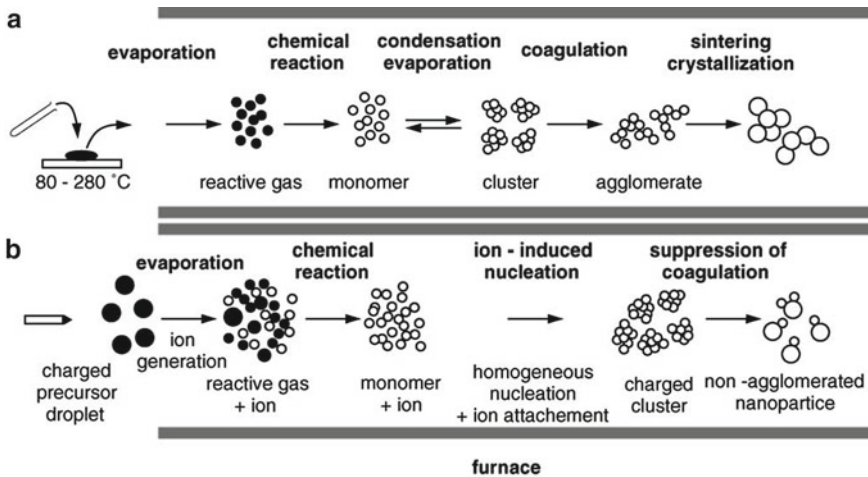 a
evaporation
chemical
reaction
condensation
evaporation
coagulation
sintering
crystallization
80 - 280 °C
reactive gas
monomer
cluster
agglomerate
b
evaporation
chemical
reaction
ion - induced
nucleation
suppression of
coagulation
ion
generation
charged
precursor
droplet
reactive gas
+ ion
monomer
+ ion
homogeneous
nucleation
+ ion attachement
charged
cluster
non -agglomerated
nanopartice
furnace